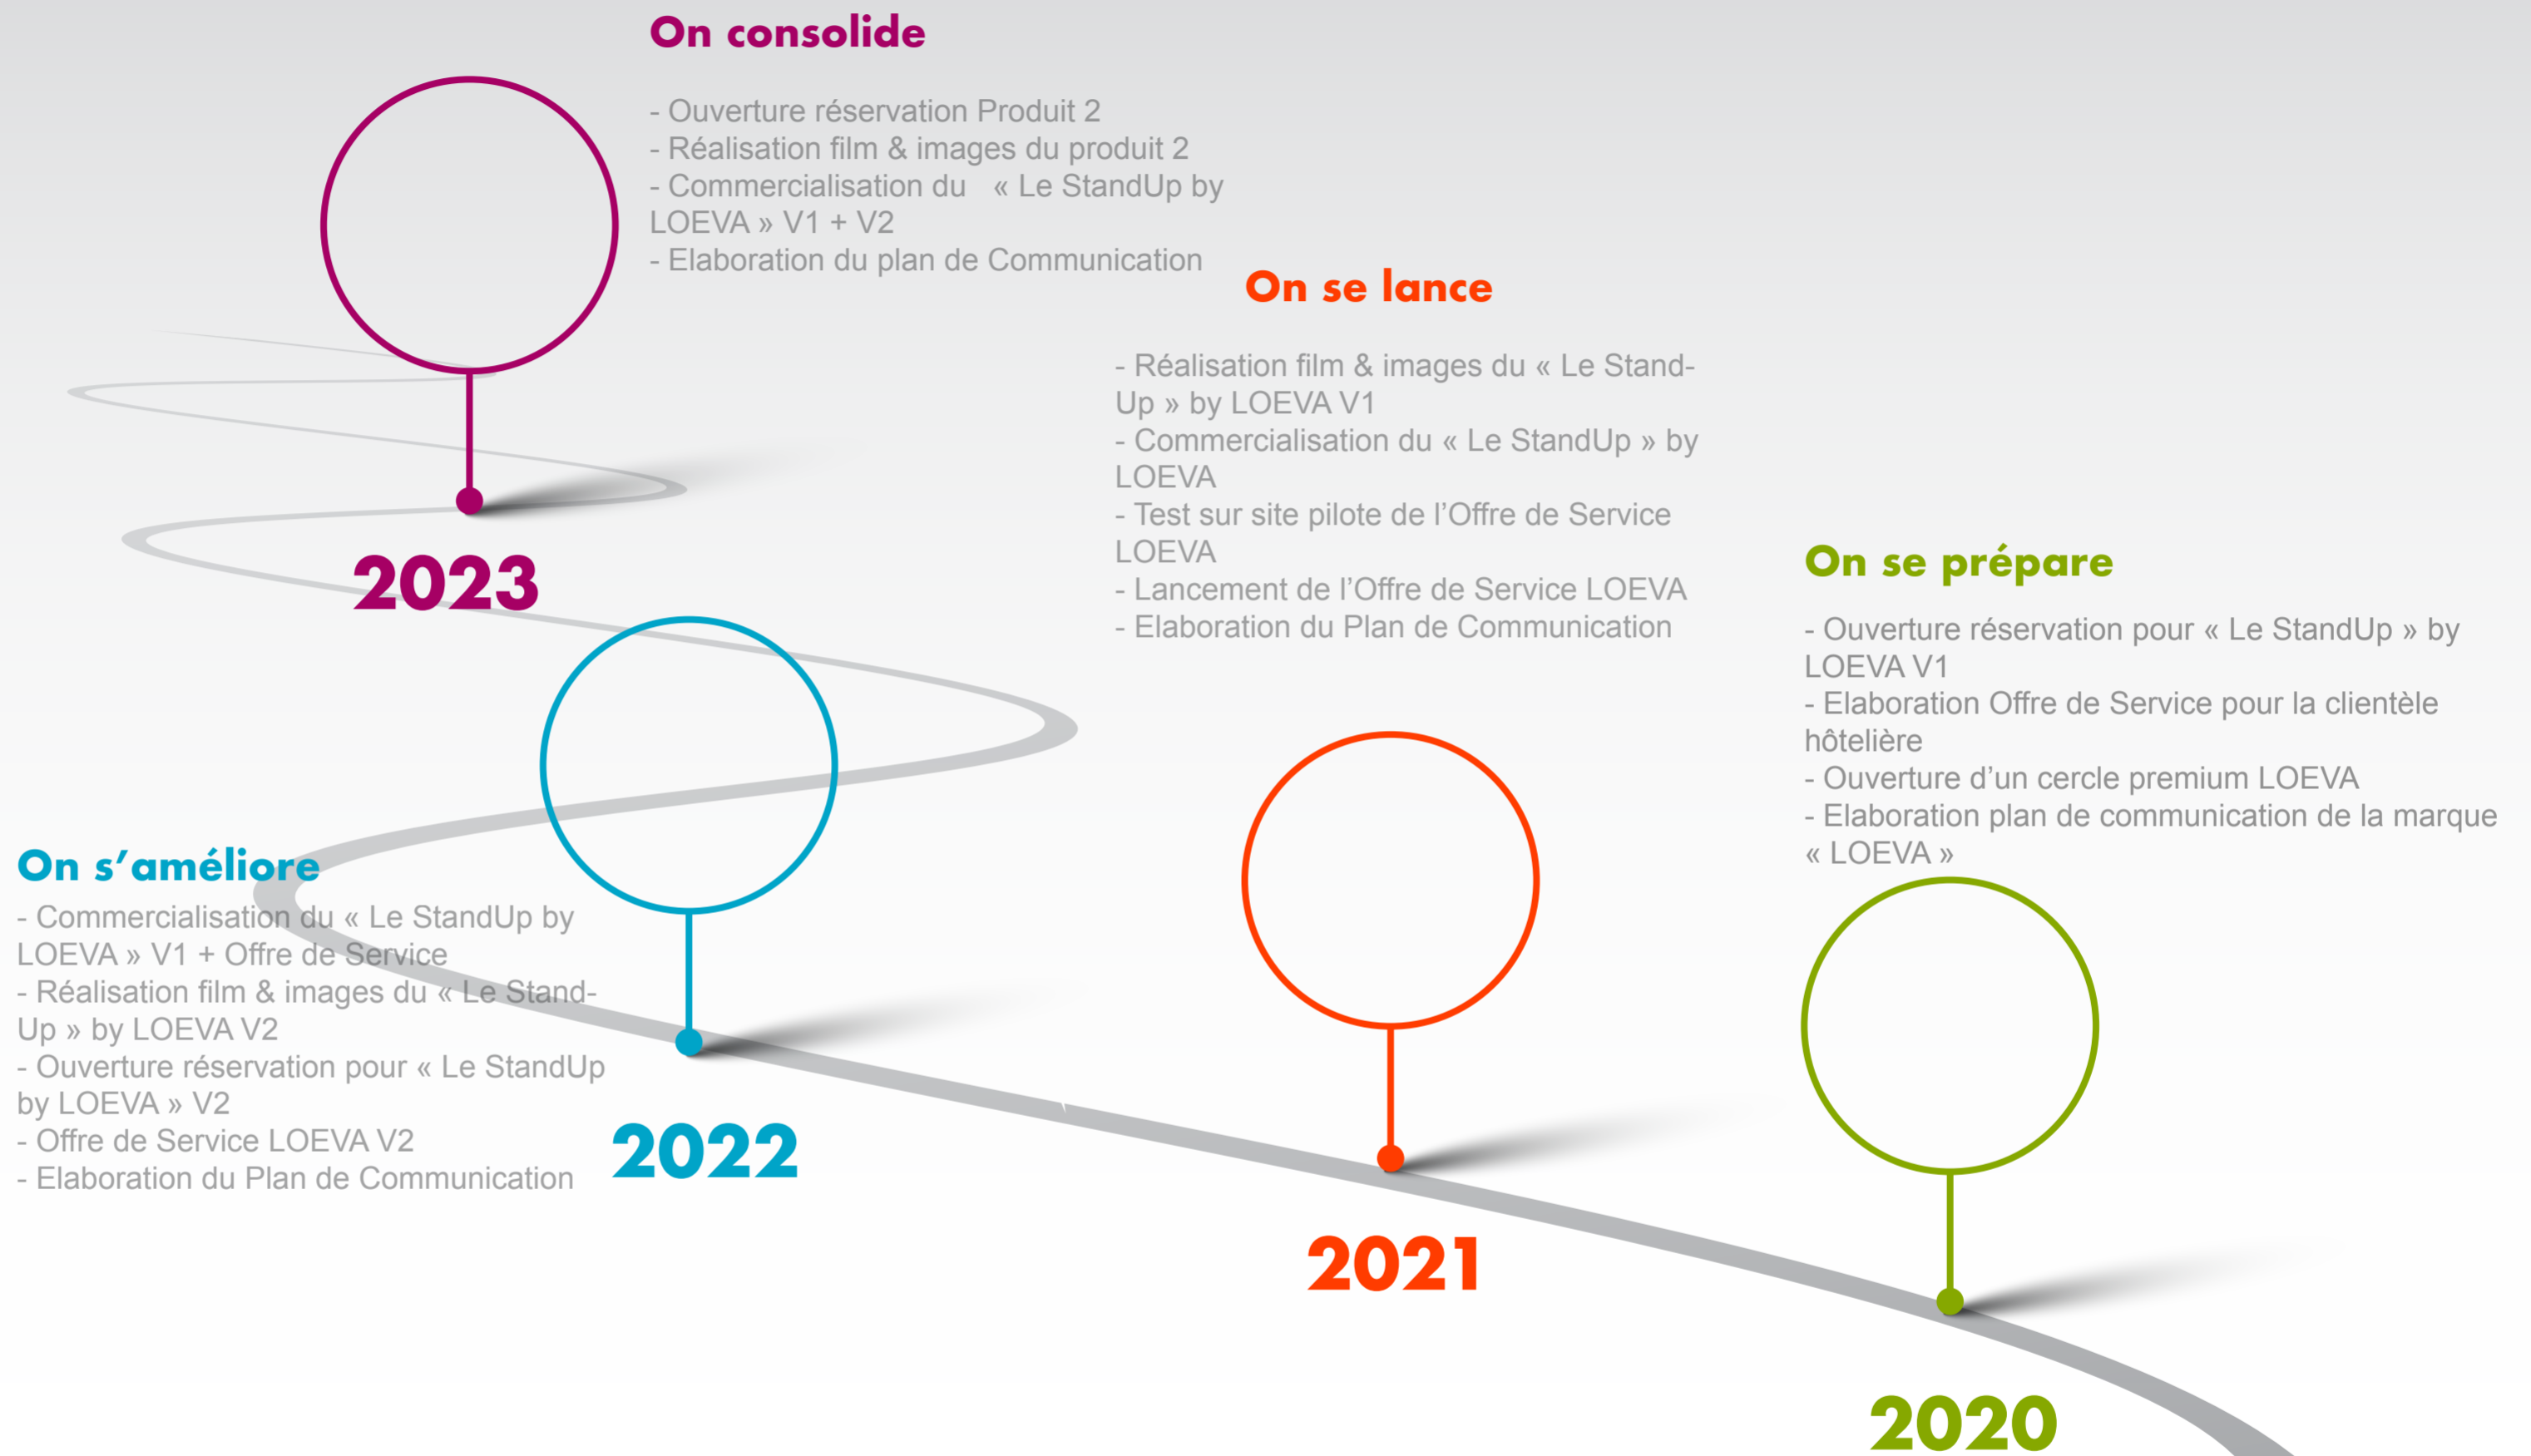 On consolide
- Ouverture réservation Produit 2
- Réalisation film & images du produit 2
- Commercialisation du « Le StandUp by
LOEVA » V1 + V2
- Elaboration du plan de Communication
2023
On se lance
- Réalisation film & images du « Le Stand-
Up » by LOEVA V1
- Commercialisation du « Le StandUp » by
LOEVA
- Test sur site pilote de l’Offre de Service
LOEVA
- Lancement de l’Offre de Service LOEVA
- Elaboration du Plan de Communication
2021
On se prépare
- Ouverture réservation pour « Le StandUp » by
LOEVA V1
- Elaboration Offre de Service pour la clientèle
hôtelière
- Ouverture d’un cercle premium LOEVA
- Elaboration plan de communication de la marque
« LOEVA »
2020
On s’améliore
- Commercialisation du « Le StandUp by
LOEVA » V1 + Offre de Service
- Réalisation film & images du « Le Stand-
Up » by LOEVA V2
- Ouverture réservation pour « Le StandUp
by LOEVA » V2
- Offre de Service LOEVA V2
- Elaboration du Plan de Communication
2022